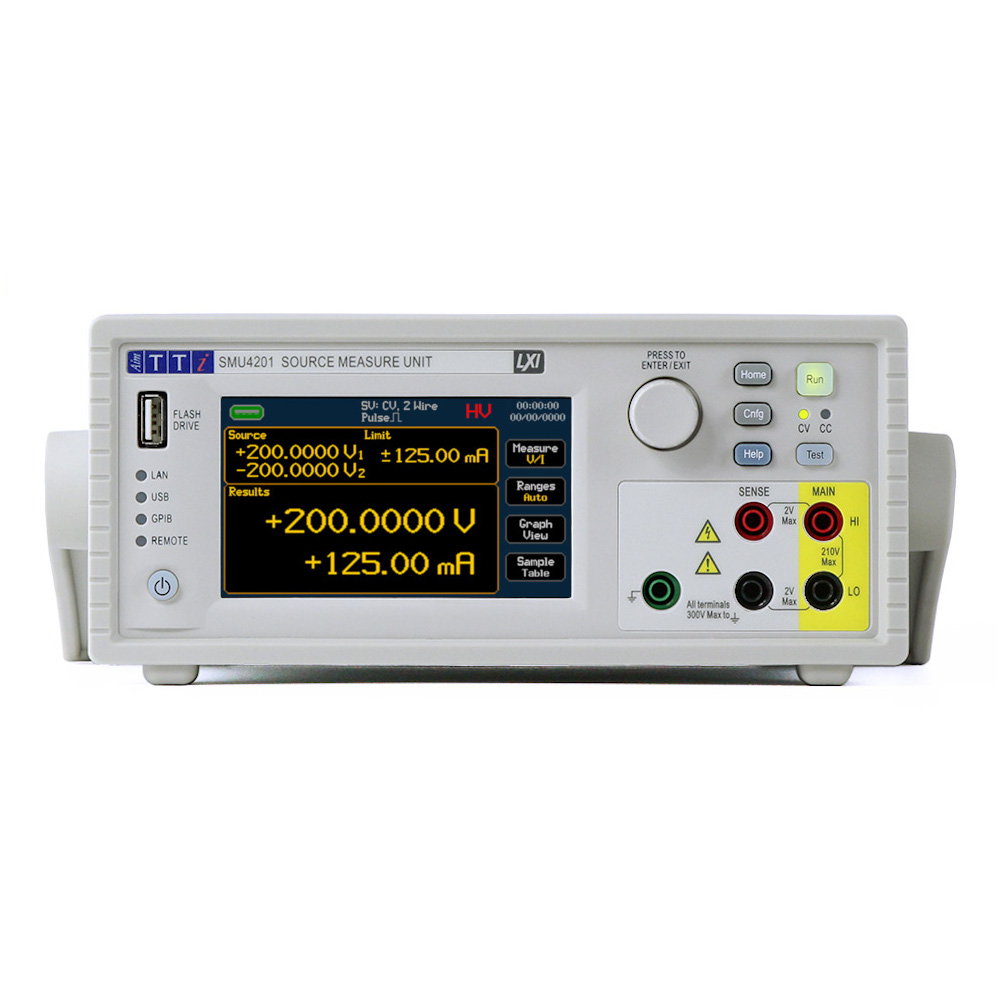 Aim TTi SMU4201 SOURCE MEASURE UNIT LXI
FLASH
DRIVE
LAN
USB
GPIB
REMOTE
SV: CV, 2 Wire
Pulse
HV
00:00:00
00/00/0000
Source Limit
+200.0000 V1 ±125.00 mA
-200.0000 V2
Results
+200.0000 V
+125.00 mA
Measure
V/I
Ranges
Auto
Graph
View
Sample
Table
PRESS TO
ENTER / EXIT
Home
Run
Cnfg
CV CC
Help
Test
SENSE MAIN
2V
Max
HI
210V
Max
2V
Max
LO
All terminals
300V Max to